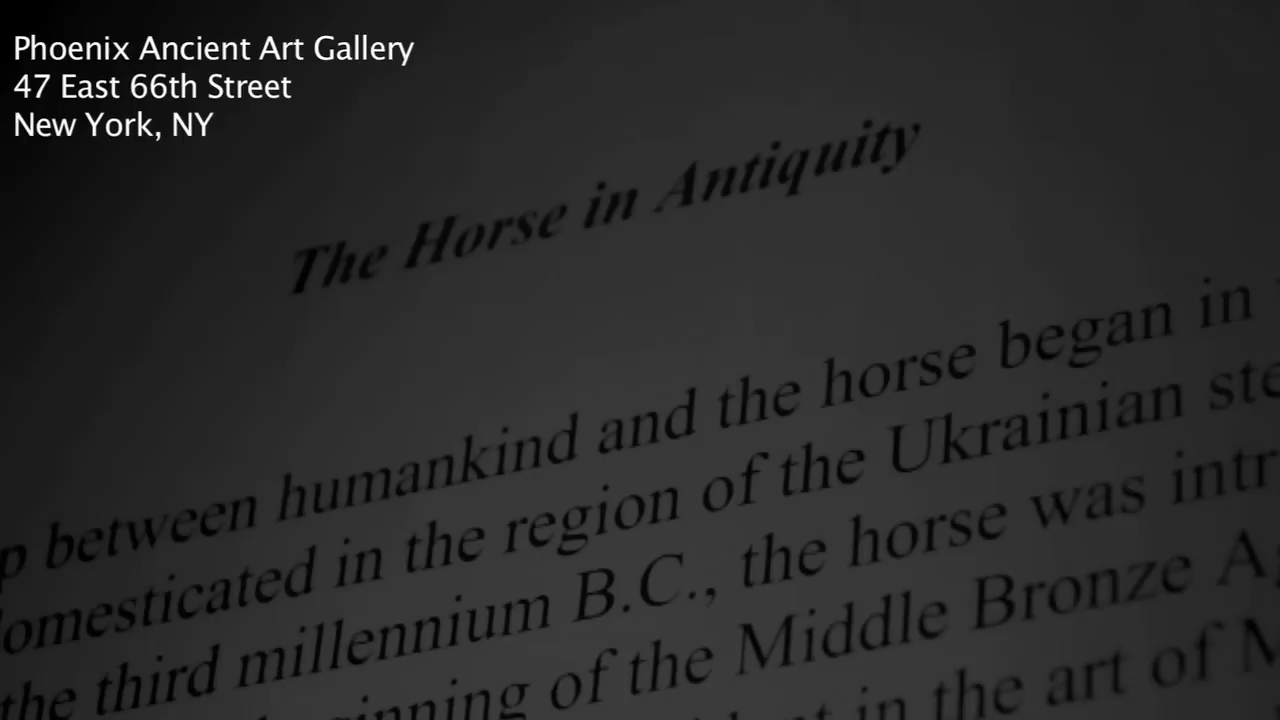 Phoenix Ancient Art Gallery
47 East 66th Street
New York, NY
The Horse in Antiquity
between humankind and the horse began in
domesticated in the region of the Ukrainian
the third millennium B.C., the horse was
of the Middle Bronze
in the art of